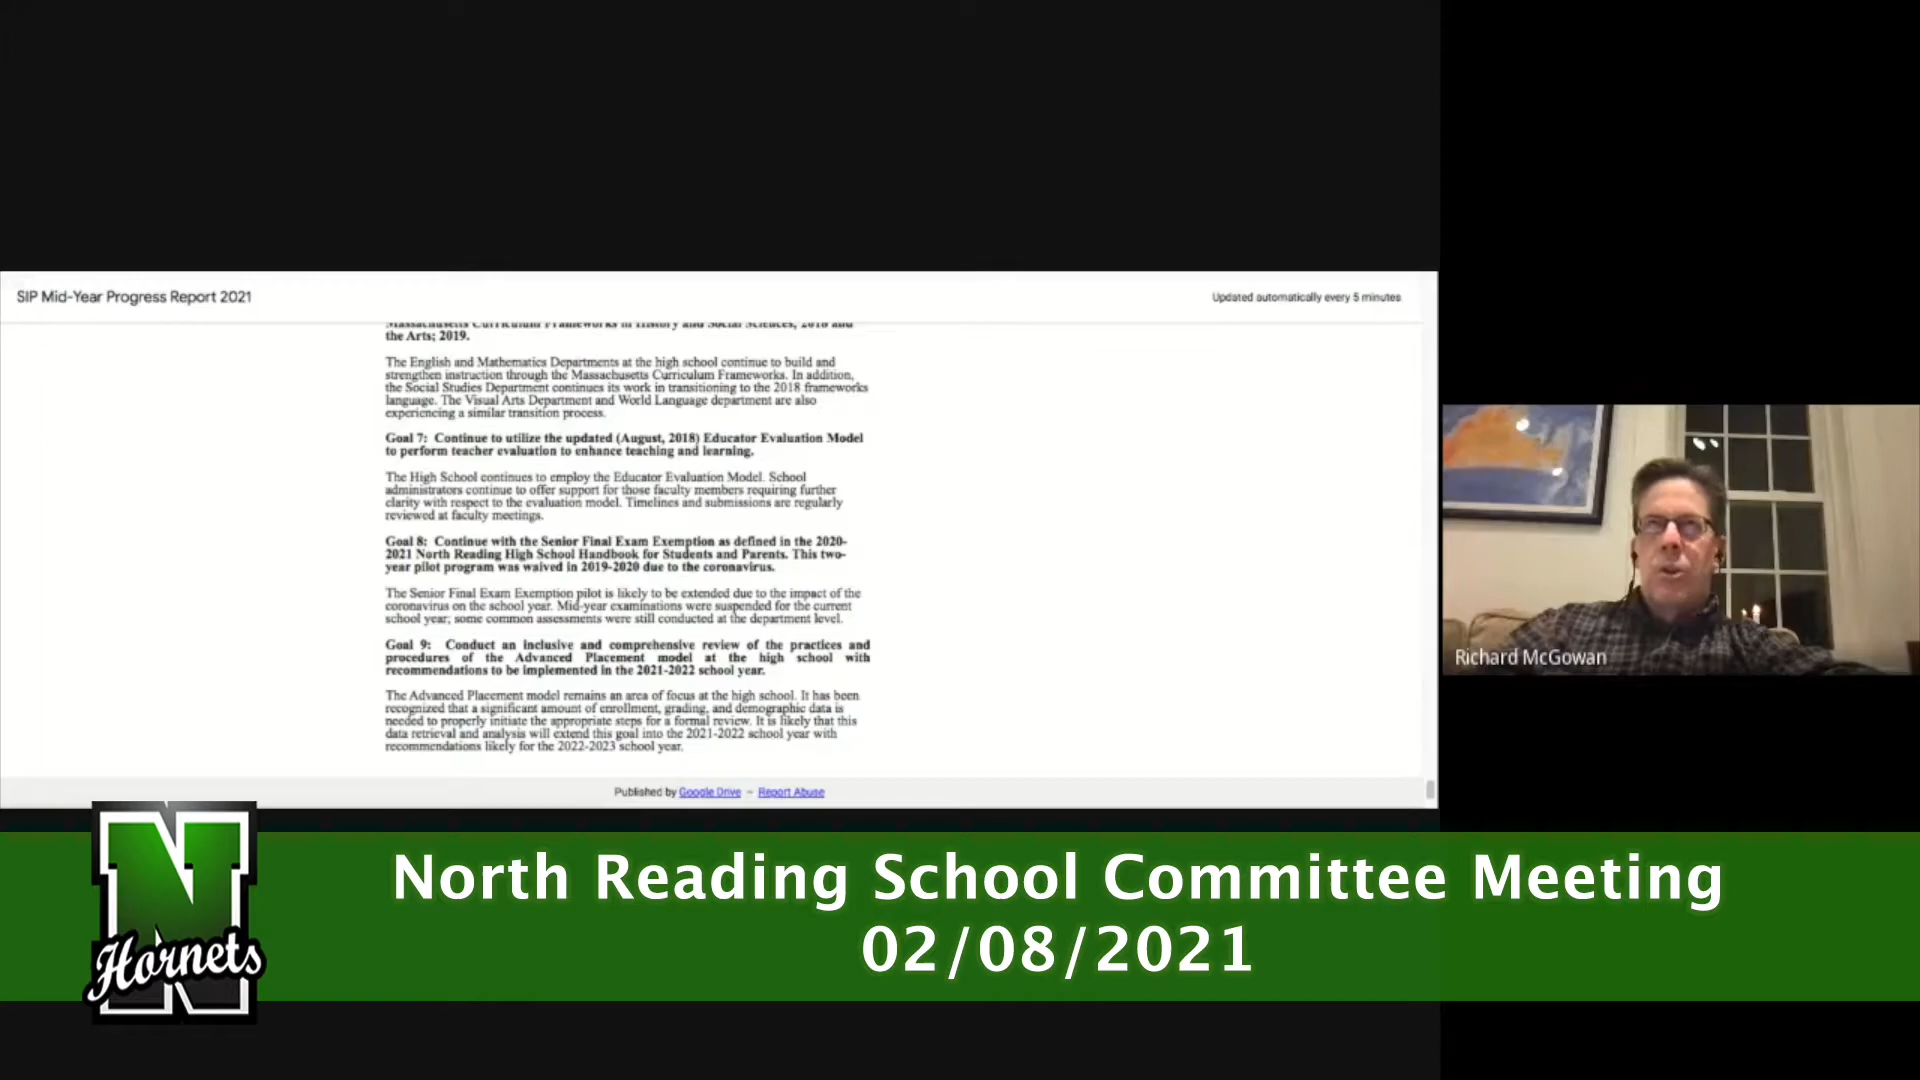 SIP Mid-Year Progress Report 2021
Updated automatically every 5 minutes
Massachusetts Curriculum Frameworks in History and Social Sciences, 2018 and
the Arts; 2019.
The English and Mathematics Departments at the high school continue to build and
strengthen instruction through the Massachusetts Curriculum Frameworks. In addition,
the Social Studies Department continues its work in transitioning to the 2018 frameworks
language. The Visual Arts Department and World Language department are also
experiencing a similar transition process.
Goal 7: Continue to utilize the updated (August, 2018) Educator Evaluation Model
to perform teacher evaluation to enhance teaching and learning.
The High School continues to employ the Educator Evaluation Model. School
administrators continue to offer support for those faculty members requiring further
clarity with respect to the evaluation model. Timelines and submissions are regularly
reviewed at faculty meetings.
Goal 8: Continue with the Senior Final Exam Exemption as defined in the 2020-
2021 North Reading High School Handbook for Students and Parents. This two-
year pilot program was waived in 2019-2020 due to the coronavirus.
The Senior Final Exam Exemption pilot is likely to be extended due to the impact of the
coronavirus on the school year. Mid-year examinations were suspended for the current
school year; some common assessments were still conducted at the department level.
Goal 9: Conduct an inclusive and comprehensive review of the practices and
procedures of the Advanced Placement model at the high school with
recommendations to be implemented in the 2021-2022 school year.
The Advanced Placement model remains an area of focus at the high school. It has been
recognized that a significant amount of enrollment, grading, and demographic data is
needed to properly initiate the appropriate steps for a formal review. It is likely that this
data retrieval and analysis will extend this goal into the 2021-2022 school year with
recommendations likely for the 2022-2023 school year.
Published by Google Drive – Report Abuse
Richard McGowan
N
Hornets
North Reading School Committee Meeting
02/08/2021